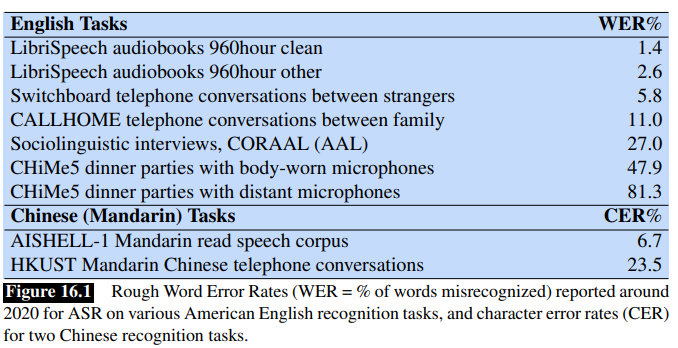 English Tasks WER%
LibriSpeech audiobooks 960hour clean 1.4
LibriSpeech audiobooks 960hour other 2.6
Switchboard telephone conversations between strangers 5.8
CALLHOME telephone conversations between family 11.0
Sociolinguistic interviews, CORAAL (AAL) 27.0
CHiMe5 dinner parties with body-worn microphones 47.9
CHiMe5 dinner parties with distant microphones 81.3
Chinese (Mandarin) Tasks CER%
AISHELL-1 Mandarin read speech corpus 6.7
HKUST Mandarin Chinese telephone conversations 23.5
Figure 16.1 Rough Word Error Rates (WER = % of words misrecognized) reported around
2020 for ASR on various American English recognition tasks, and character error rates (CER)
for two Chinese recognition tasks.